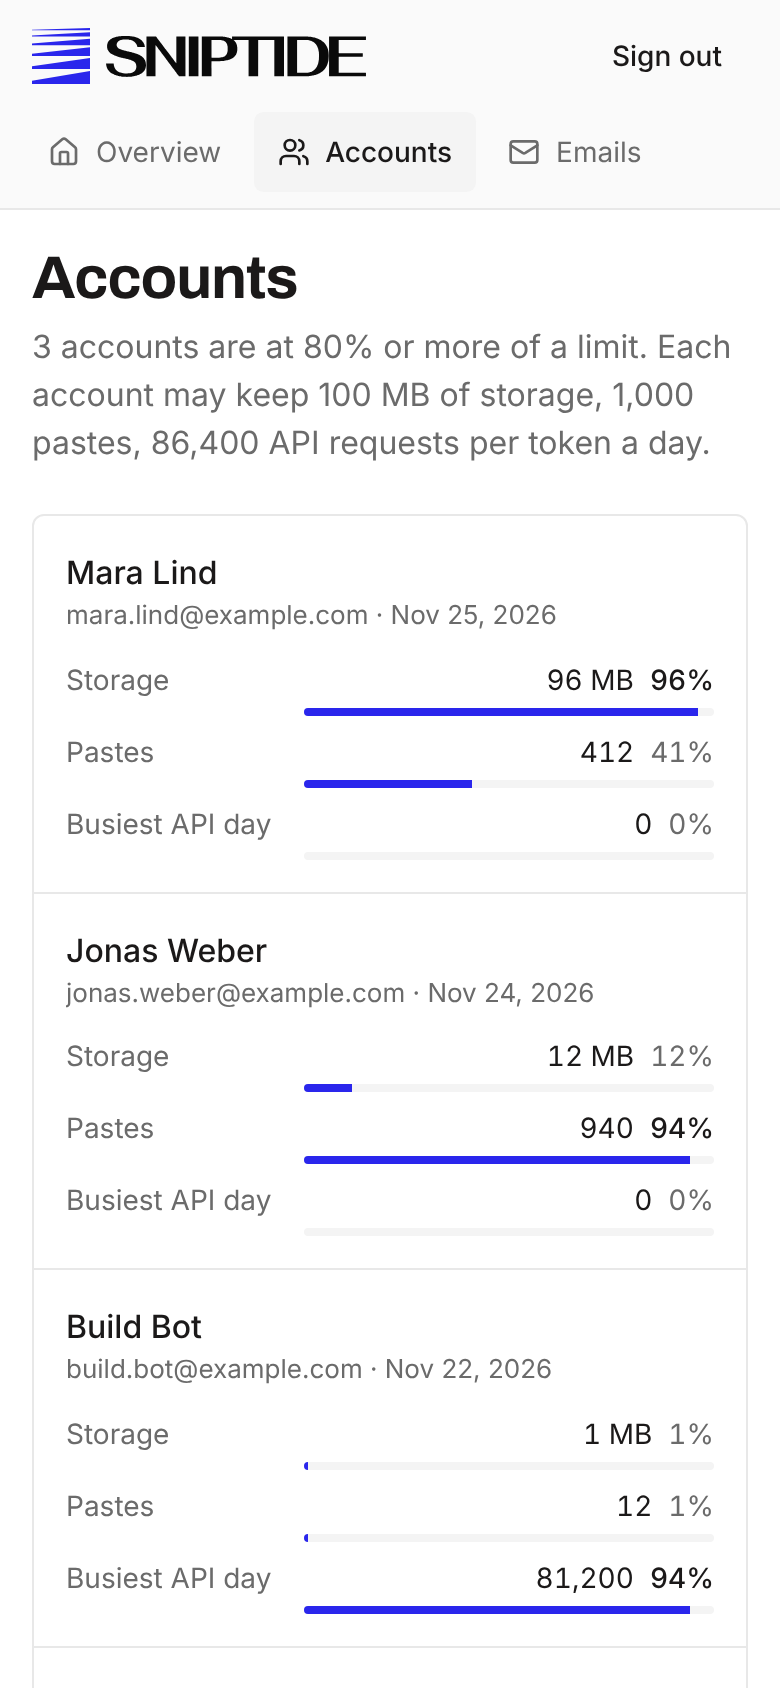 SNIPTIDE
Sign out
Overview
Accounts
Emails
Accounts
3 accounts are at 80% or more of a limit. Each
account may keep 100 MB of storage, 1,000
pastes, 86,400 API requests per token a day.
Mara Lind
mara.lind@example.com · Nov 25, 2026
Storage 96 MB 96%
Pastes 412 41%
Busiest API day 0 0%
Jonas Weber
jonas.weber@example.com · Nov 24, 2026
Storage 12 MB 12%
Pastes 940 94%
Busiest API day 0 0%
Build Bot
build.bot@example.com · Nov 22, 2026
Storage 1 MB 1%
Pastes 12 1%
Busiest API day 81,200 94%